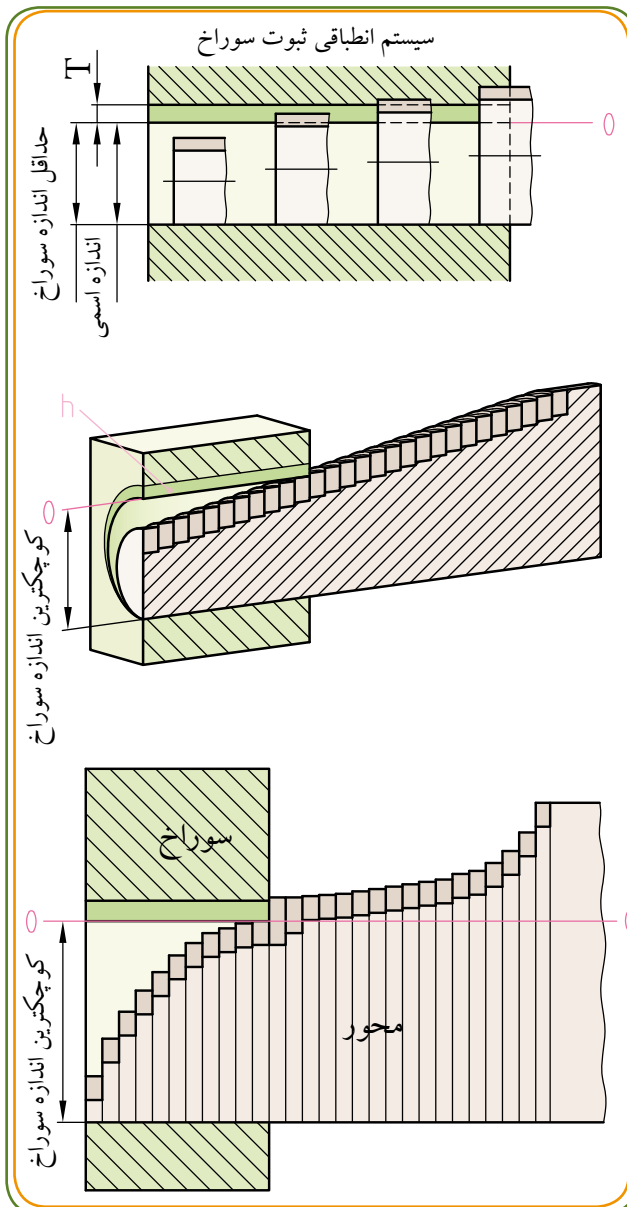 سیستم انطباقی ثبوت سوراخ
T
0
حداقل اندازه سوراخ
اندازه اسمی
h
0
کوچکترین اندازه سوراخ
سوراخ
0
کوچکترین اندازه سوراخ
محور